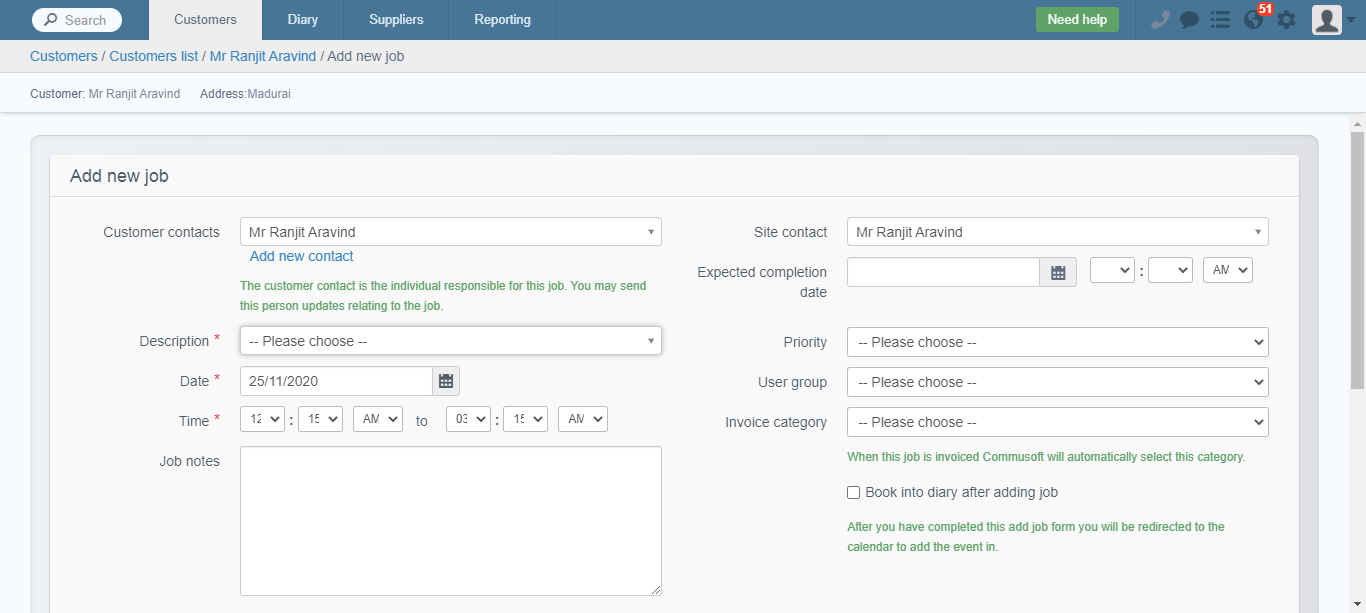 Search
Customers
Diary
Suppliers
Reporting
Need help
51
Customers / Customers list / Mr Ranjit Aravind / Add new job
Customer: Mr Ranjit Aravind Address:Madurai
Add new job
Customer contacts
Mr Ranjit Aravind
Add new contact
The customer contact is the individual responsible for this job. You may send
this person updates relating to the job.
Description *
-- Please choose --
Date *
25/11/2020
Time *
12 : 15 AM to 03 : 15 AM
Job notes
Site contact
Mr Ranjit Aravind
Expected completion
date
: AM
Priority
-- Please choose --
User group
-- Please choose --
Invoice category
-- Please choose --
When this job is invoiced Commusoft will automatically select this category.
Book into diary after adding job
After you have completed this add job form you will be redirected to the
calendar to add the event in.